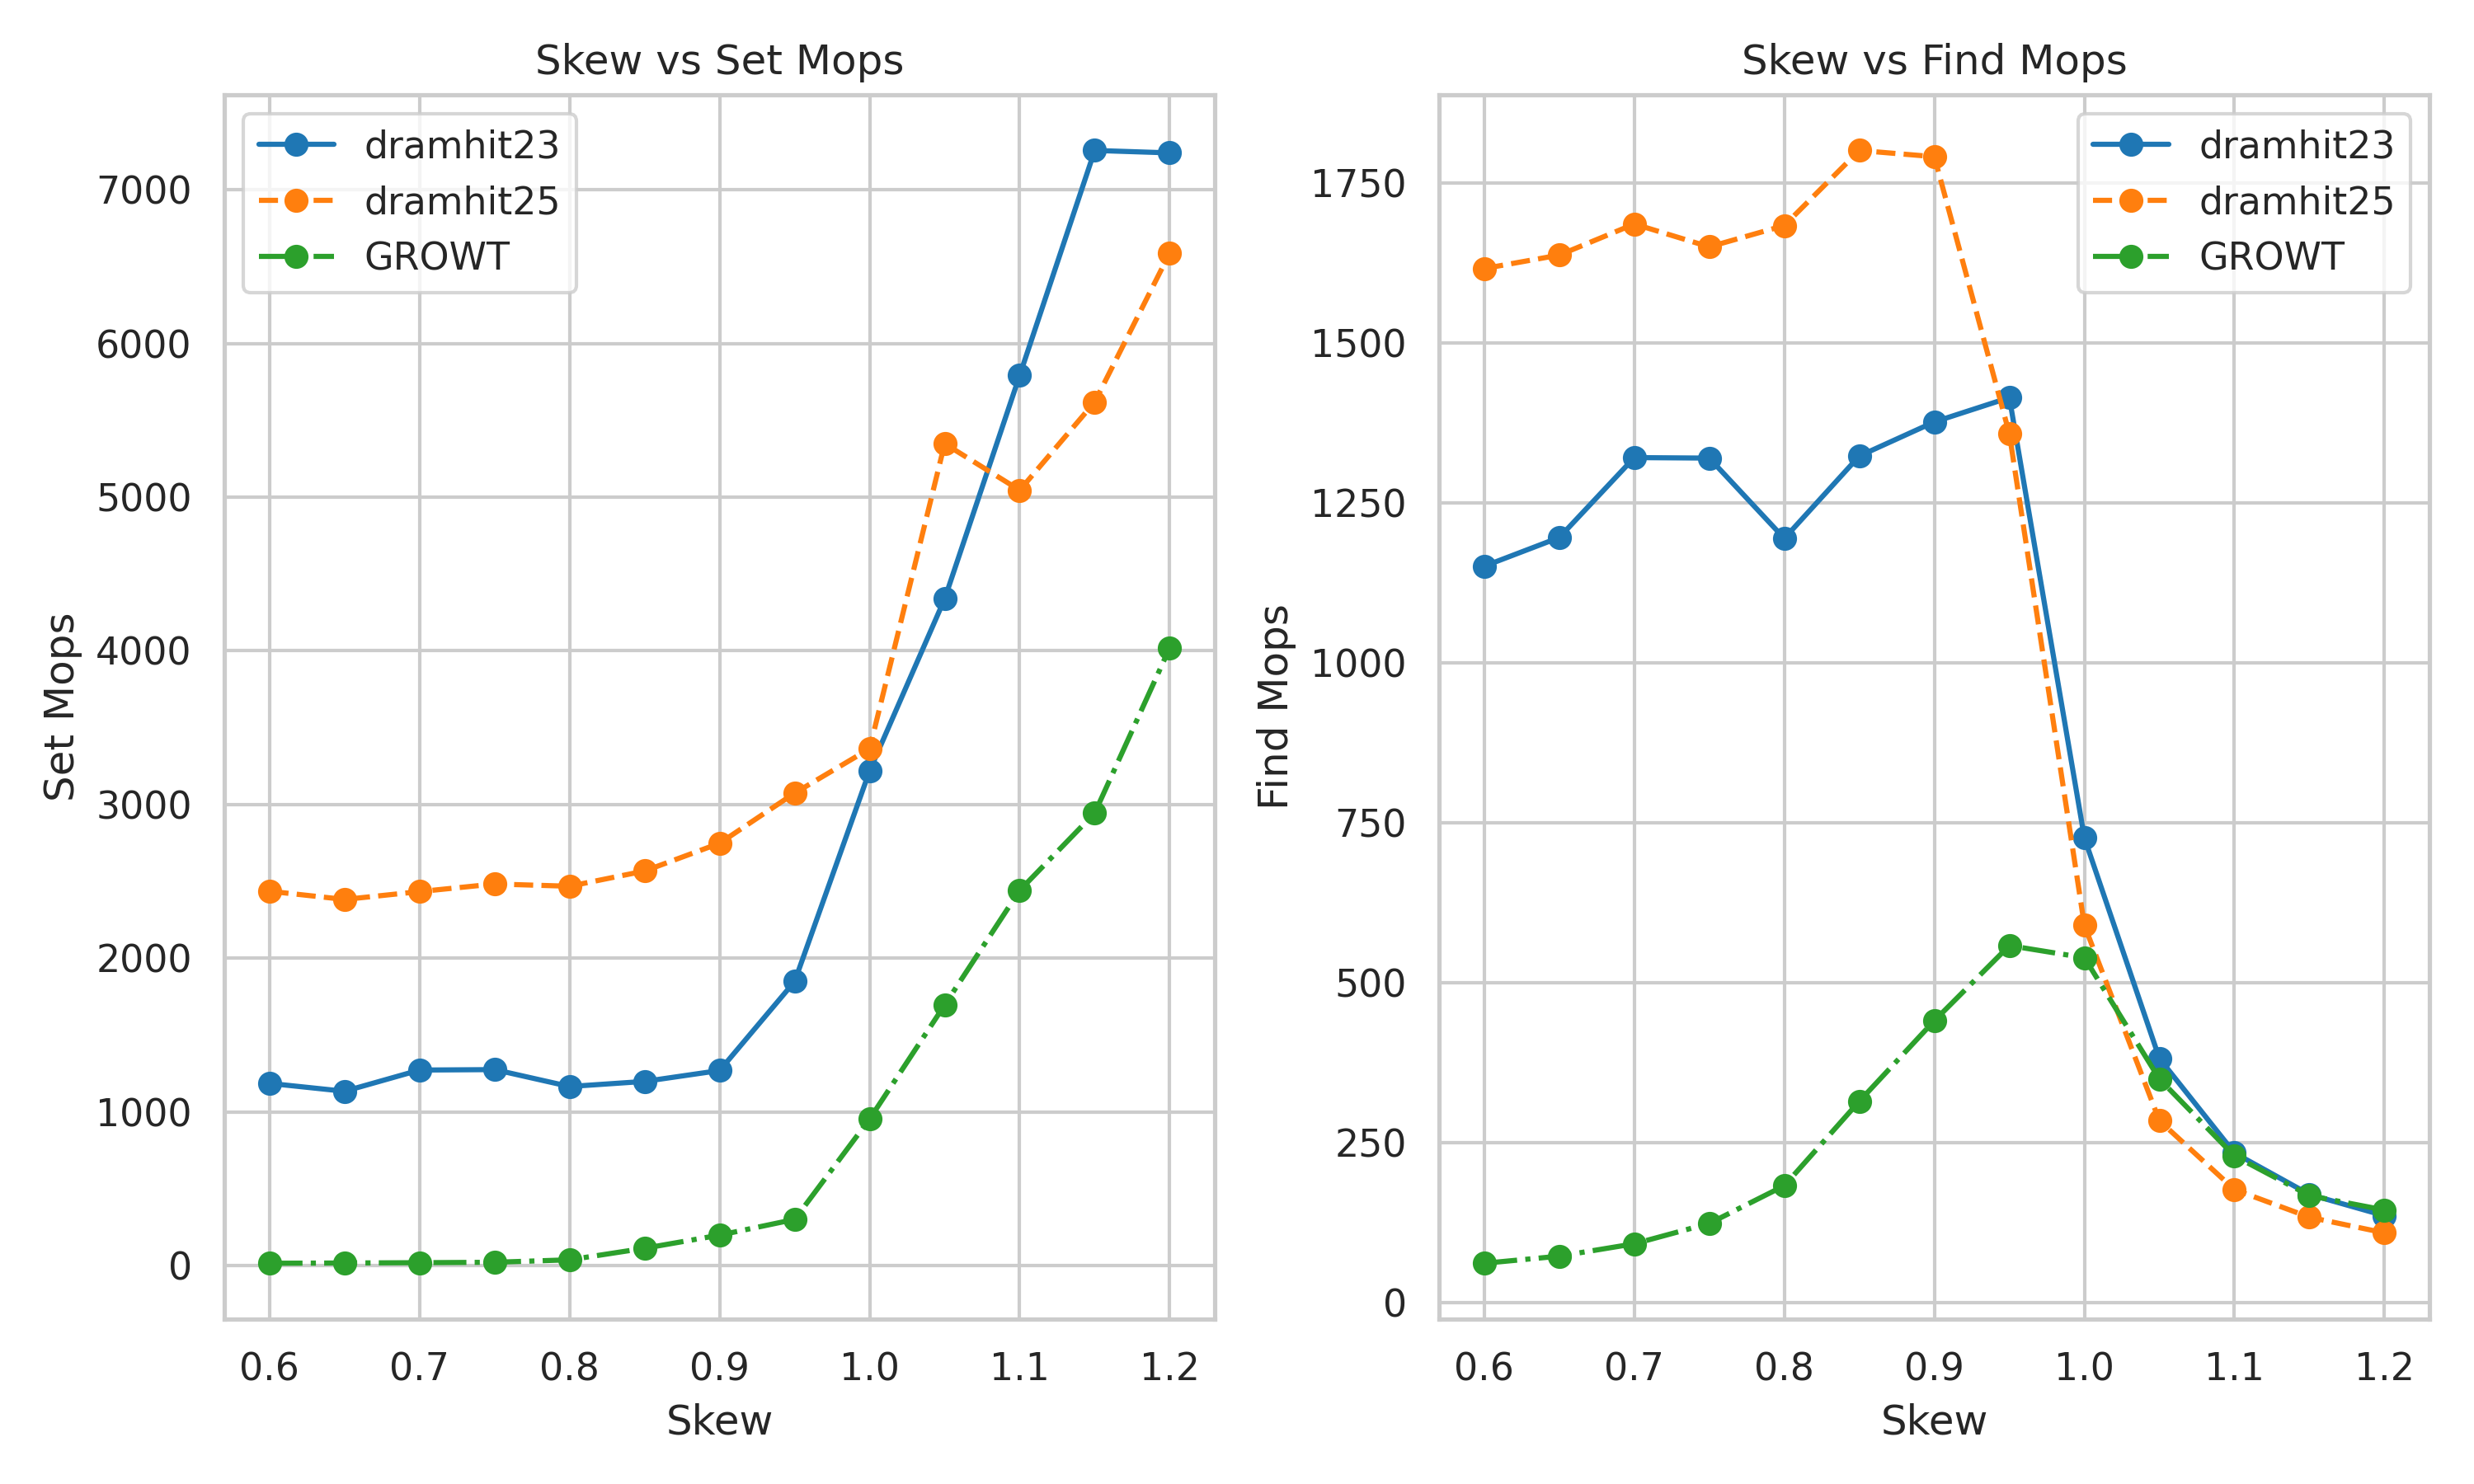 Skew vs Set Mops
dramhit23
dramhit25
GROWT
7000
6000
5000
4000
3000
2000
1000
0
Set Mops
0.6 0.7 0.8 0.9 1.0 1.1 1.2
Skew
Skew vs Find Mops
dramhit23
dramhit25
GROWT
1750
1500
1250
1000
750
500
250
0
Find Mops
0.6 0.7 0.8 0.9 1.0 1.1 1.2
Skew